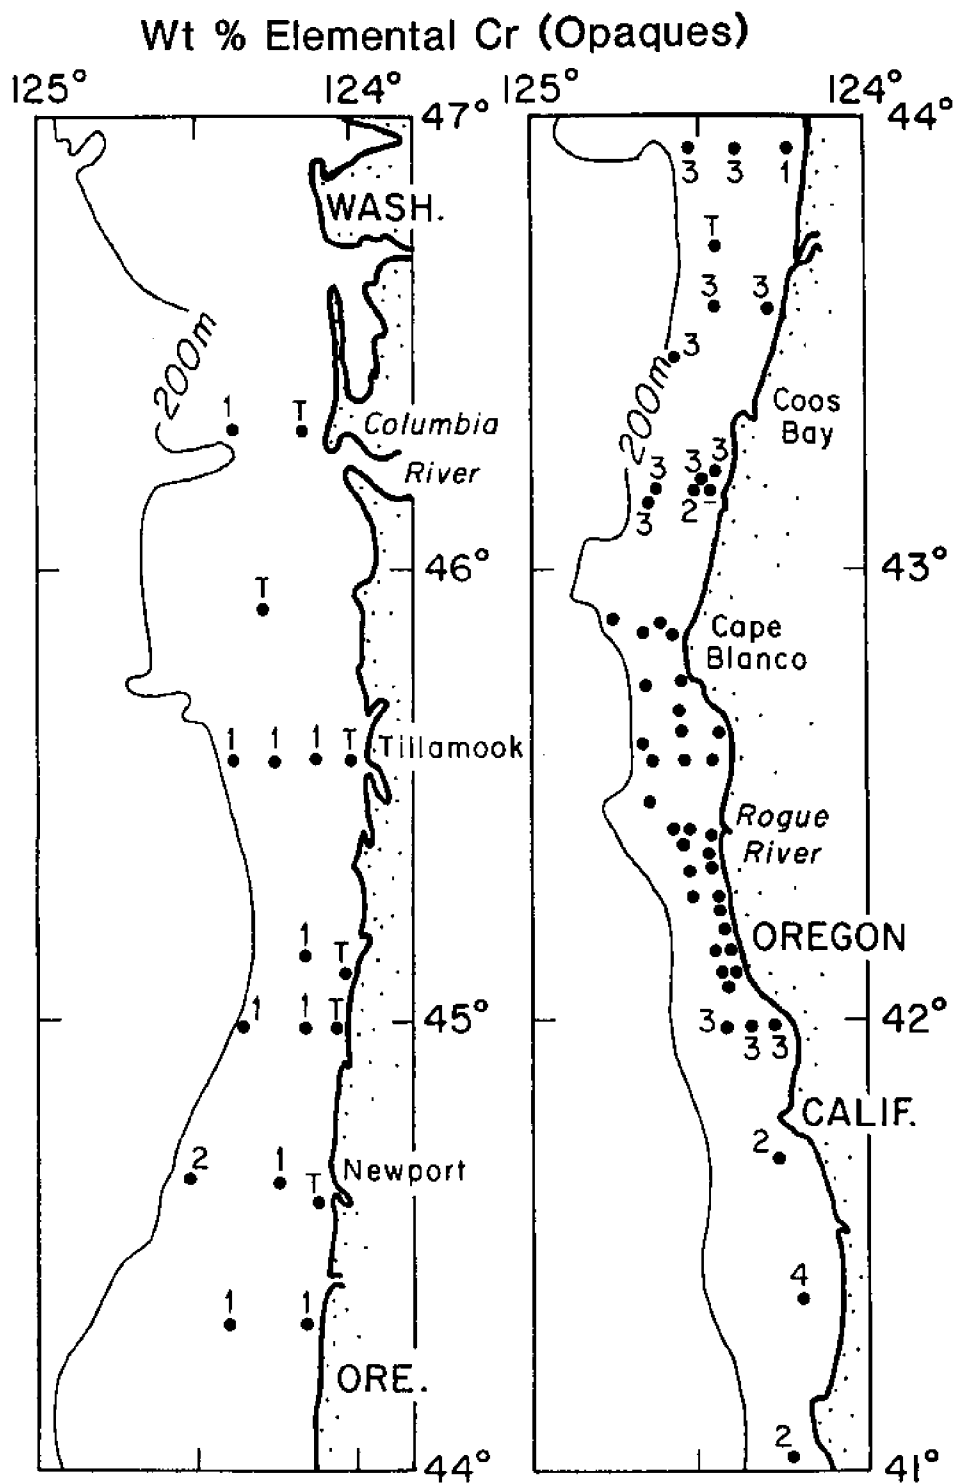 Wt % Elemental Cr (Opaques)
125° 124° 125° 124°
47° 44°
3 3 1
WASH.
T
3 3
200m
3
1 T Columbia
River
Coos
Bay
200m
3 3 3
3 2
46° 43°
T
Cape
Blanco
1 1 1 T Tillamook
Rogue
River
1 T
OREGON
1 1 T 45° 42°
3 3 3
CALIF.
2 1 T Newport
2
4
1 1
ORE.
2
44° 41°